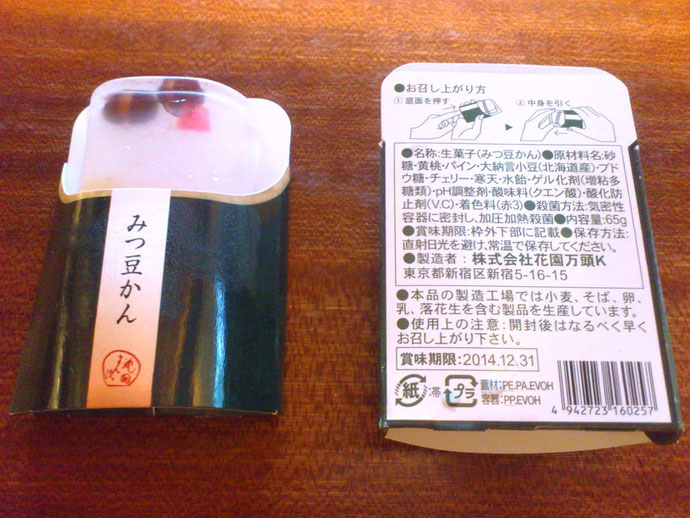 みつ豆かん
●お召し上がり方
①底面を押す
②中身を引く
●名称:生菓子(みつ豆かん)●原材料名:砂
糖・黄桃・パイン・大納言小豆(北海道産)・ブド
ウ糖・チェリー・寒天・水飴・ゲル化剤(増粘多
糖類)・pH調整剤・酸味料(クエン酸)・酸化防
止剤(V.C)・着色料(赤3)●殺菌方法:気密性
容器に密封し、加圧加熱殺菌●内容量:65g
●賞味期限:枠外下部に記載●保存方法:
直射日光を避け、常温で保存してください。
●製造者:株式会社花園万頭K
東京都新宿区新宿5-16-15
●本品の製造工場では小麦、そば、卵、
乳、落花生を含む製品を生産しています。
●使用上の注意:開封後はなるべく早く
お召し上がり下さい。
賞味期限:2014.12.31
紙:帯 プラ 蓋材:PE.PA.EVOH
容器:PP.EVOH
4 942723 160257